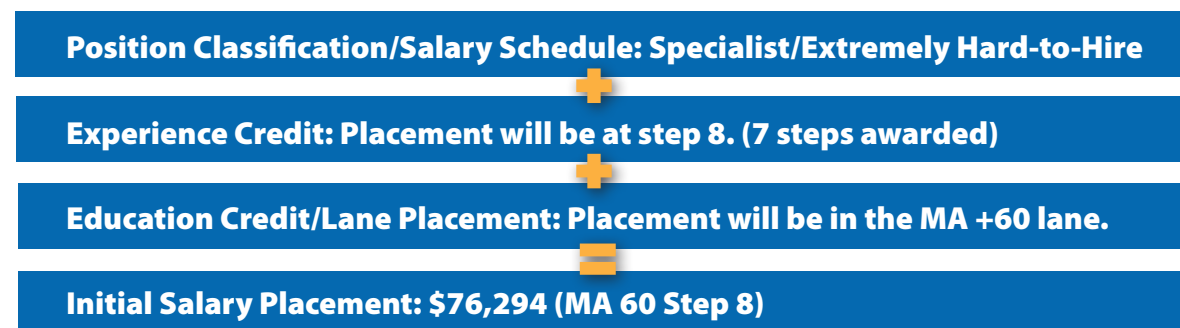 Position Classification/Salary Schedule: Specialist/Extremely Hard-to-Hire
Experience Credit: Placement will be at step 8. (7 steps awarded)
Education Credit/Lane Placement: Placement will be in the MA +60 lane.
Initial Salary Placement: $76,294 (MA 60 Step 8)